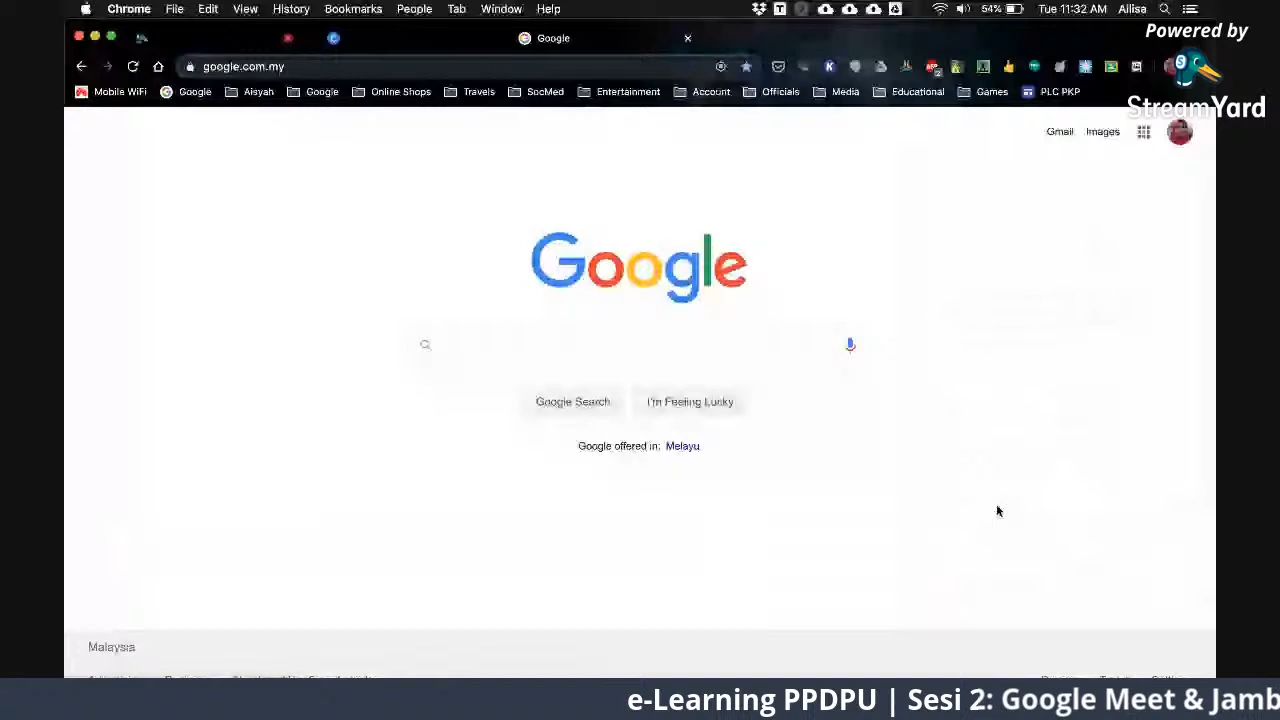 Chrome File Edit View History Bookmarks People Tab Window Help 54% Tue 11:32 AM Allisa
Powered by
StreamYard
Google
google.com.my
Mobile WiFi Google Aisyah Google Online Shops Travels SocMed Entertainment Account Officials Media Educational Games PLC PKP
Gmail Images
Google
Google Search I'm Feeling Lucky
Google offered in: Melayu
Malaysia
e-Learning PPDPU | Sesi 2: Google Meet & Jamb